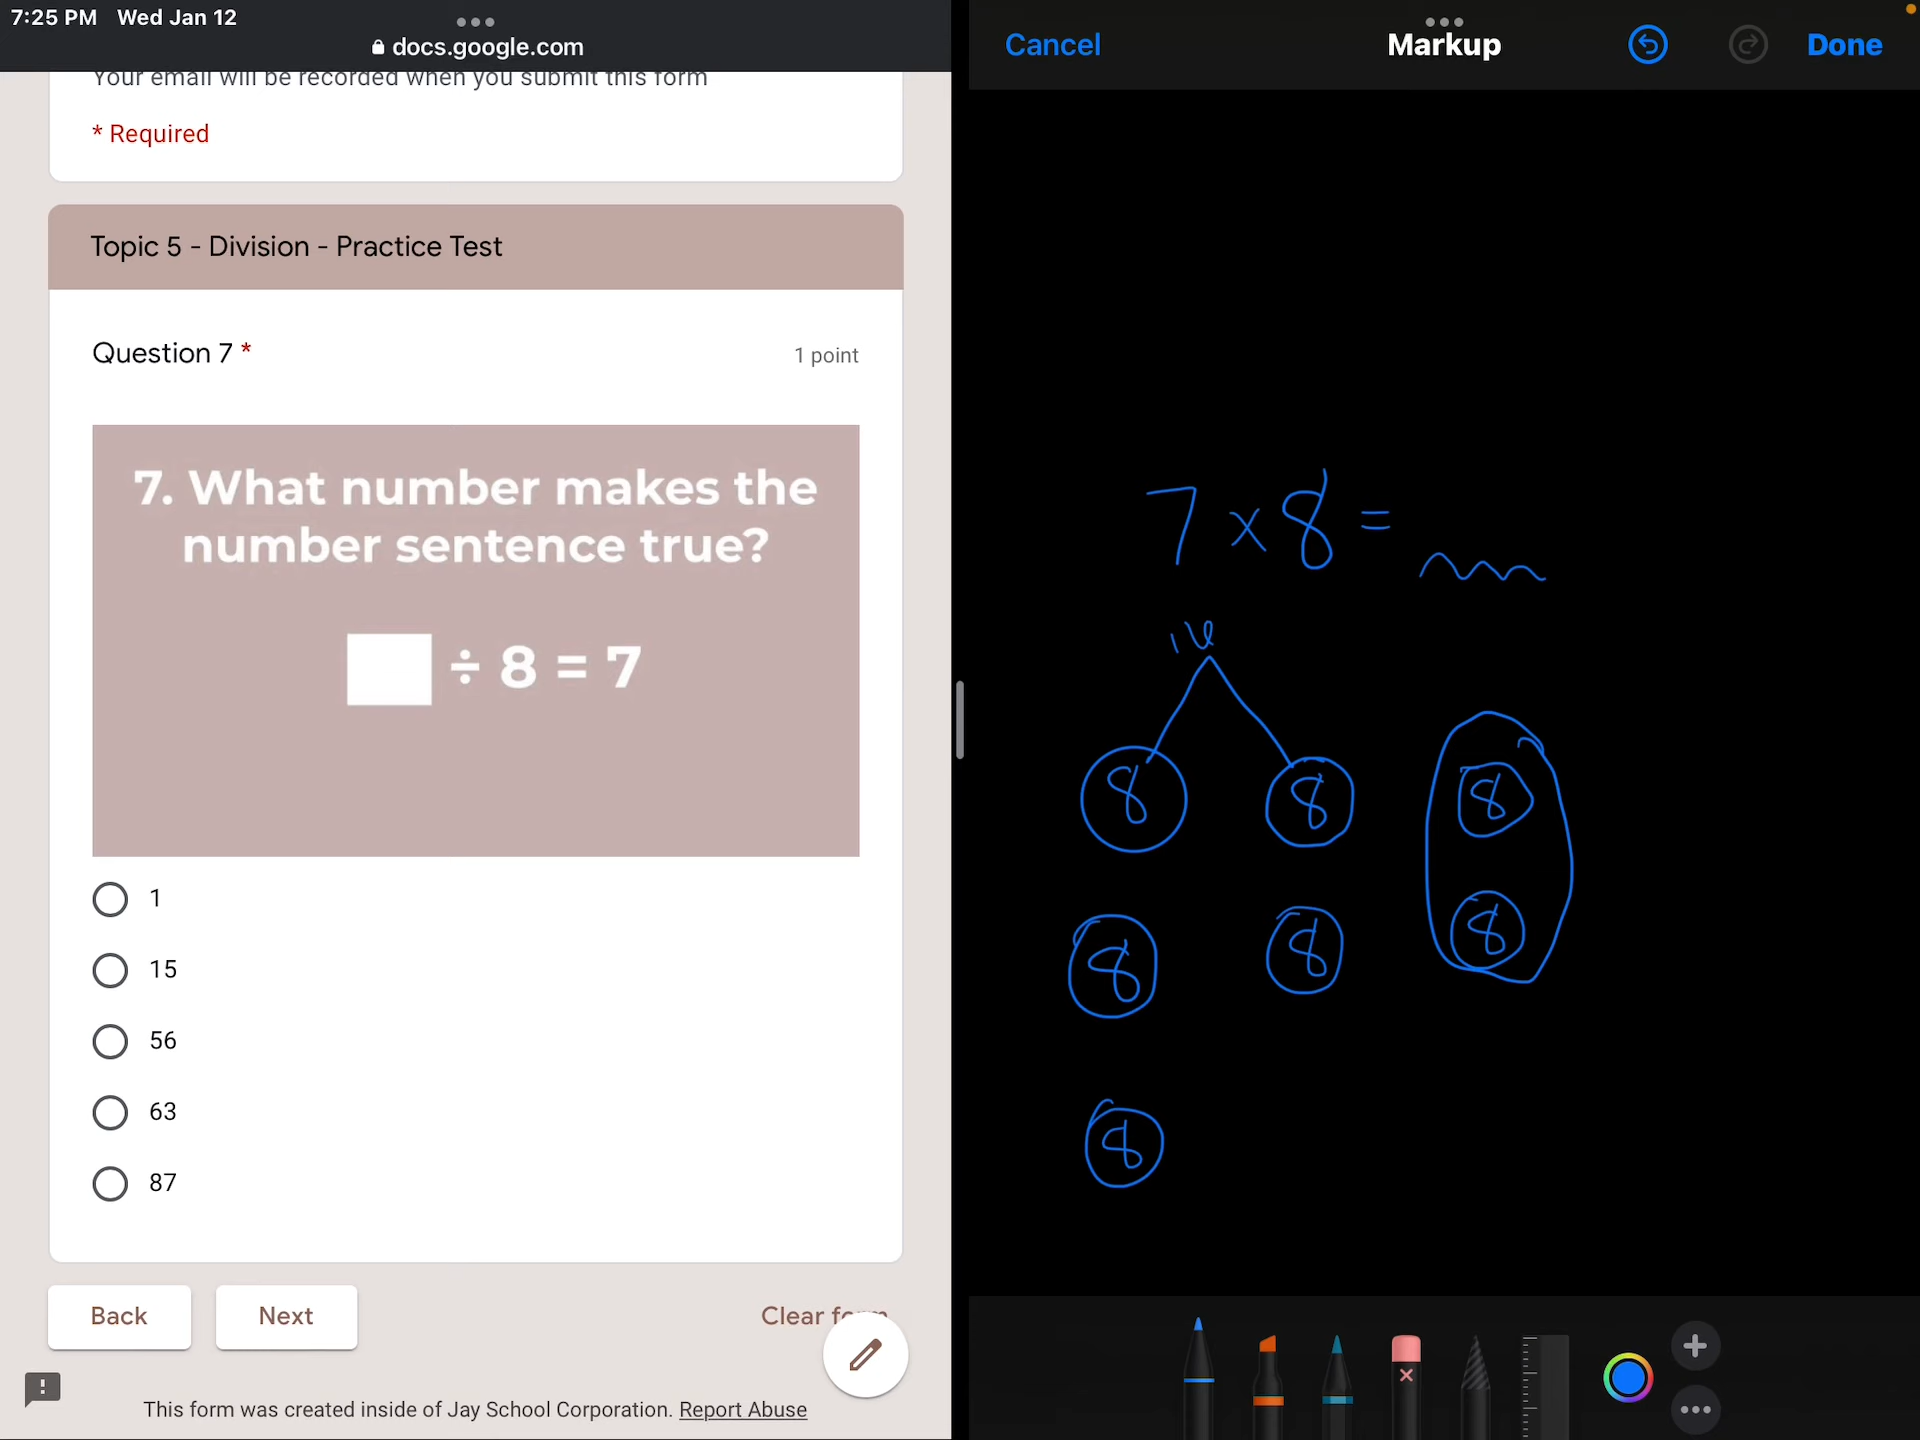 7:25 PM Wed Jan 12
docs.google.com
Your email will be recorded when you submit this form
* Required
Topic 5 - Division - Practice Test
Question 7 *
1 point
7. What number makes the
number sentence true?
÷ 8 = 7
1
15
56
63
87
Back
Next
Clear form
This form was created inside of Jay School Corporation. Report Abuse
Cancel
Markup
Done
7 x 8 =
16
8
8
8
8
8
8
8